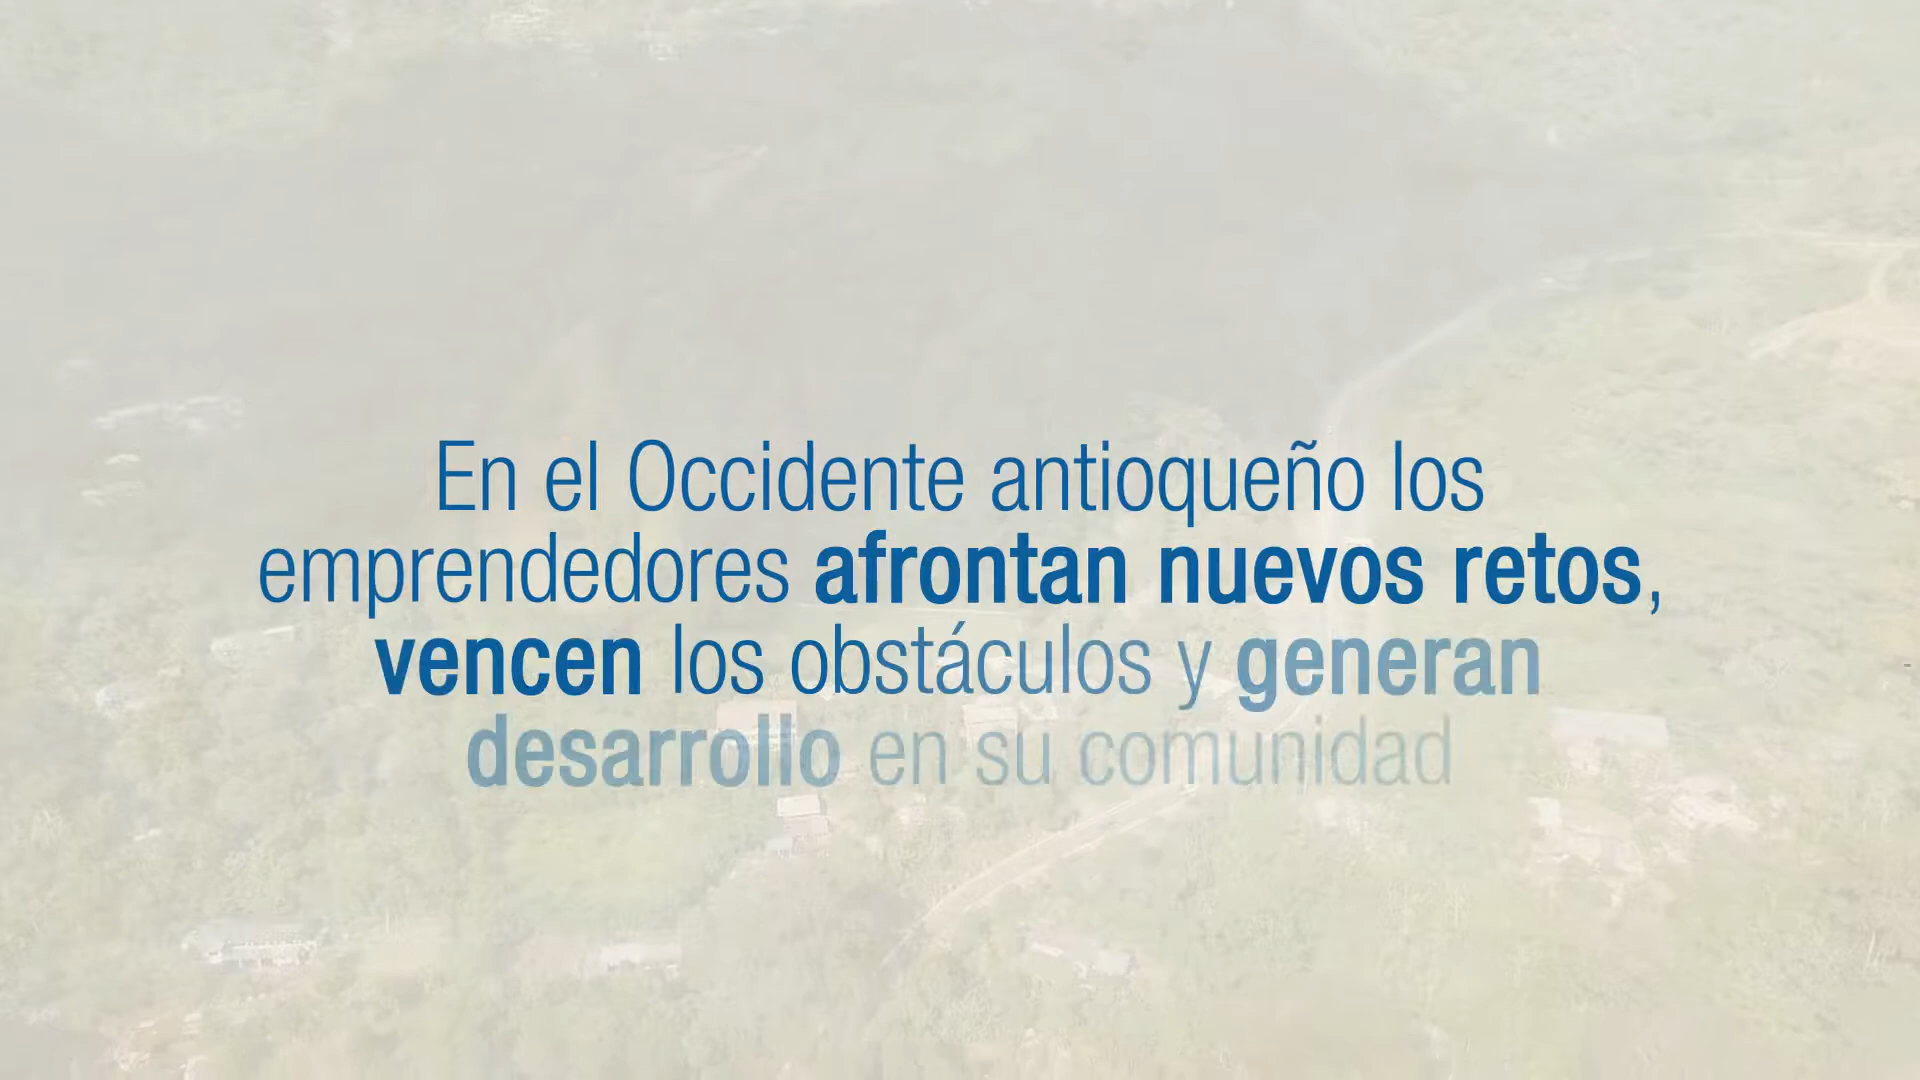 En el Occidente antioqueño los
emprendedores afrontan nuevos retos,
vencen los obstáculos y generan
desarrollo en su comunidad